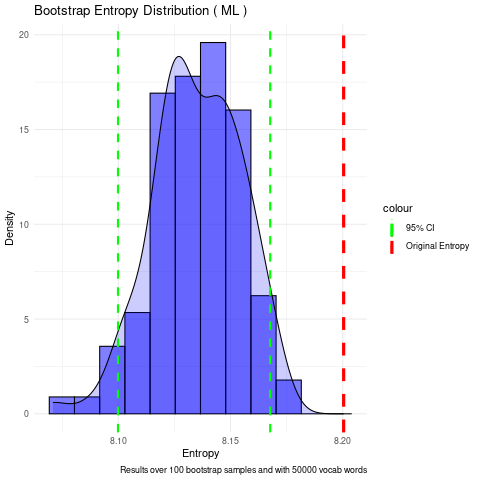 Bootstrap Entropy Distribution ( ML )
20
15
10
5
0
Density
8.10
8.15
8.20
Entropy
colour
95% CI
Original Entropy
Results over 100 bootstrap samples and with 50000 vocab words